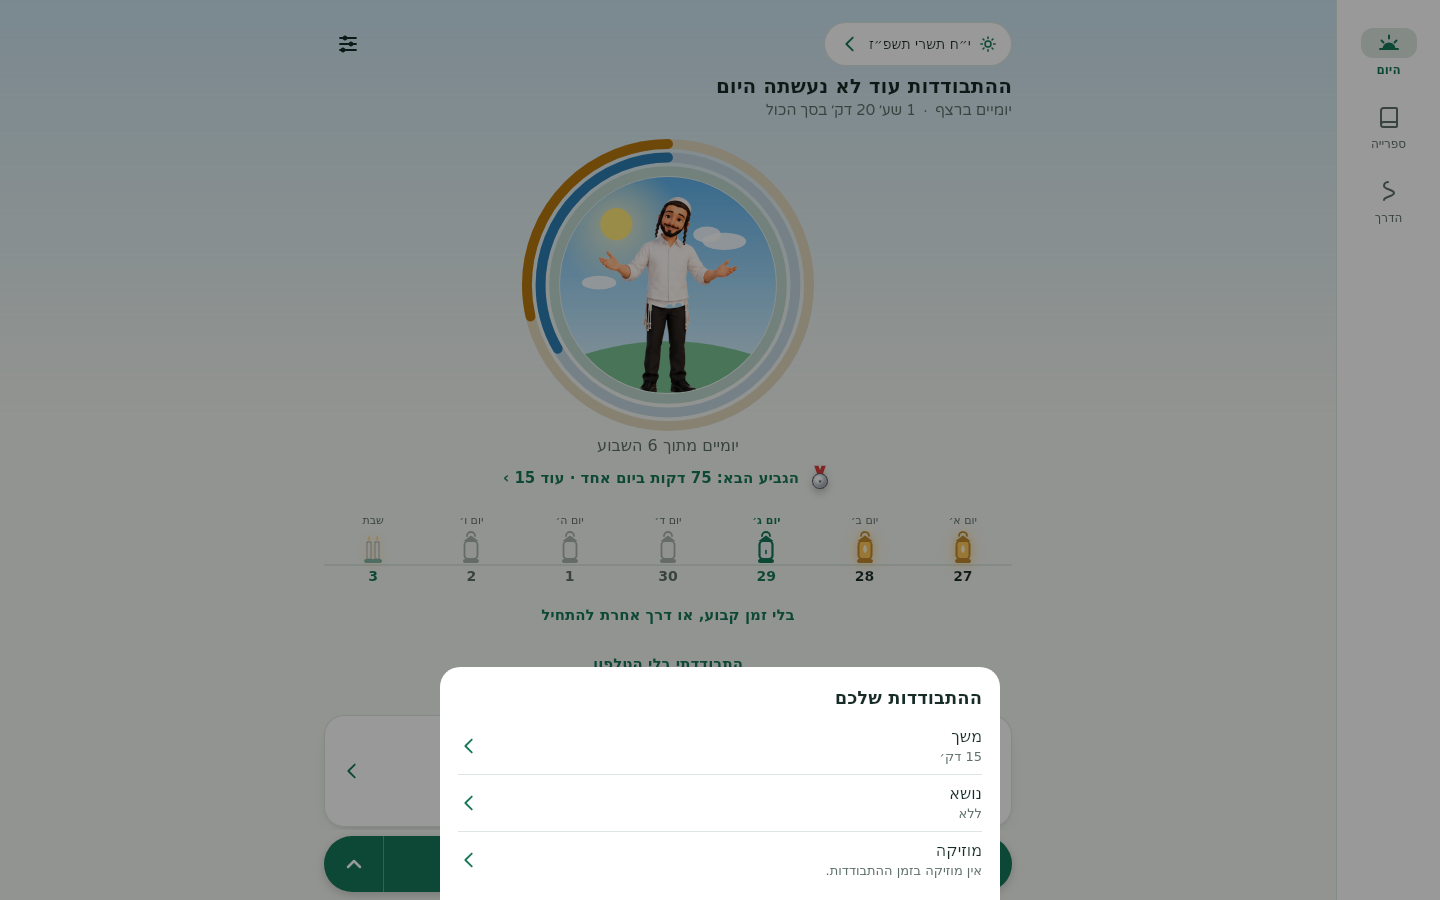 היום
ספרייה
הדרך
י״ח תשרי תשפ״ז
ההתבודדות עוד לא נעשתה היום
יומיים ברצף · 1 שע׳ 20 דק׳ בסך הכול
יומיים מתוך 6 השבוע
הגביע הבא: 75 דקות ביום אחד · עוד 15 ›
יום א׳ יום ב׳ יום ג׳ יום ד׳ יום ה׳ יום ו׳ שבת
27 28 29 30 1 2 3
בלי זמן קבוע, או דרך אחרת להתחיל
התבודדתי בלי הטלפון
ההתבודדות שלכם
משך
15 דק׳
נושא
ללא
מוזיקה
אין מוזיקה בזמן ההתבודדות.